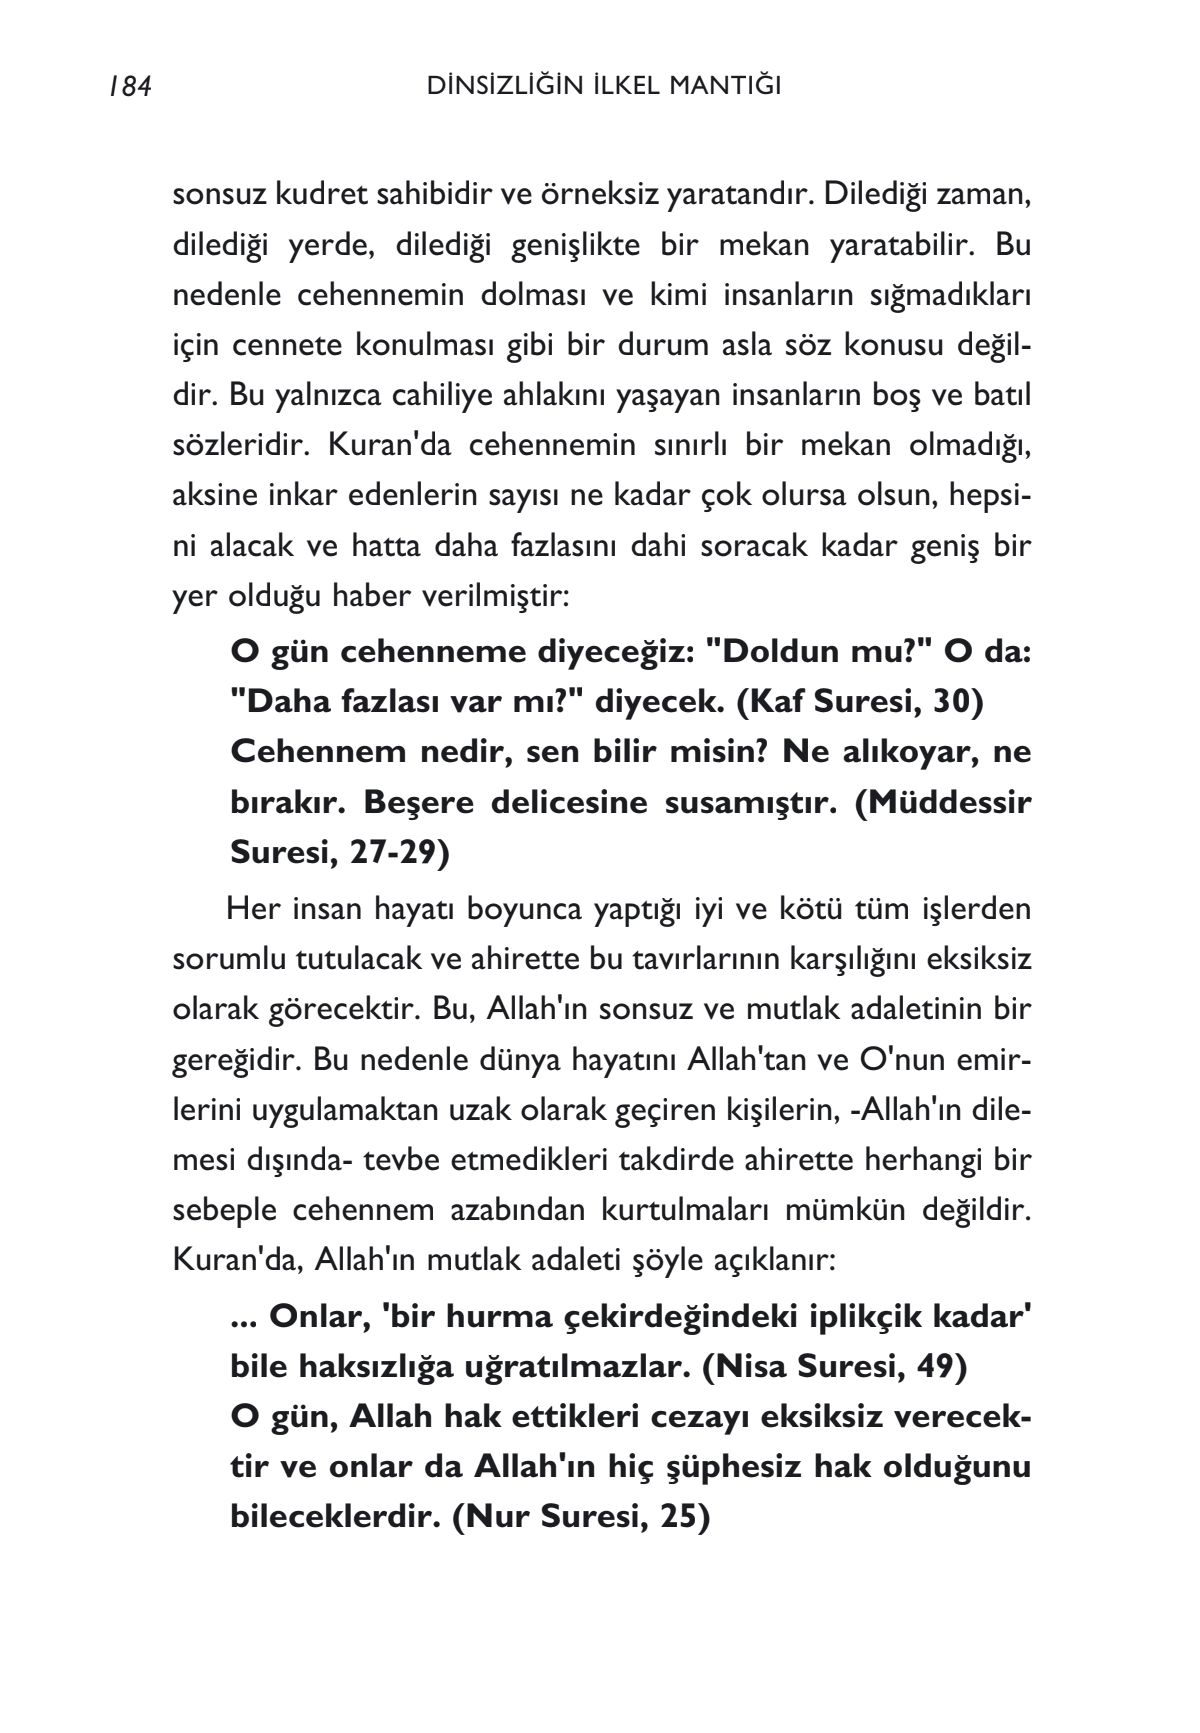 184
DİNSİZLİĞİN İLKEL MANTIĞI
sonsuz kudret sahibidir ve örneksiz yaratandır. Dilediği zaman,
dilediği yerde, dilediği genişlikte bir mekan yaratabilir. Bu
nedenle cehennemin dolması ve kimi insanların sığmadıkları
için cennete konulması gibi bir durum asla söz konusu değil-
dir. Bu yalnızca cahiliye ahlakını yaşayan insanların boş ve batıl
sözleridir. Kuran'da cehennemin sınırlı bir mekan olmadığı,
aksine inkar edenlerin sayısı ne kadar çok olursa olsun, hepsi-
ni alacak ve hatta daha fazlasını dahi soracak kadar geniş bir
yer olduğu haber verilmiştir:
O gün cehenneme diyeceğiz: "Doldun mu?" O da:
"Daha fazlası var mı?" diyecek. (Kaf Suresi, 30)
Cehennem nedir, sen bilir misin? Ne alıkoyar, ne
bırakır. Beşere delicesine susamıştır. (Müddessir
Suresi, 27-29)
Her insan hayatı boyunca yaptığı iyi ve kötü tüm işlerden
sorumlu tutulacak ve ahirette bu tavırlarının karşılığını eksiksiz
olarak görecektir. Bu, Allah'ın sonsuz ve mutlak adaletinin bir
gereğidir. Bu nedenle dünya hayatını Allah'tan ve O'nun emir-
lerini uygulamaktan uzak olarak geçiren kişilerin, -Allah'ın dile-
mesi dışında- tevbe etmedikleri takdirde ahirette herhangi bir
sebeple cehennem azabından kurtulmaları mümkün değildir.
Kuran'da, Allah'ın mutlak adaleti şöyle açıklanır:
... Onlar, 'bir hurma çekirdeğindeki iplikçik kadar'
bile haksızlığa uğratılmazlar. (Nisa Suresi, 49)
O gün, Allah hak ettikleri cezayı eksiksiz verecek-
tir ve onlar da Allah'ın hiç şüphesiz hak olduğunu
bileceklerdir. (Nur Suresi, 25)